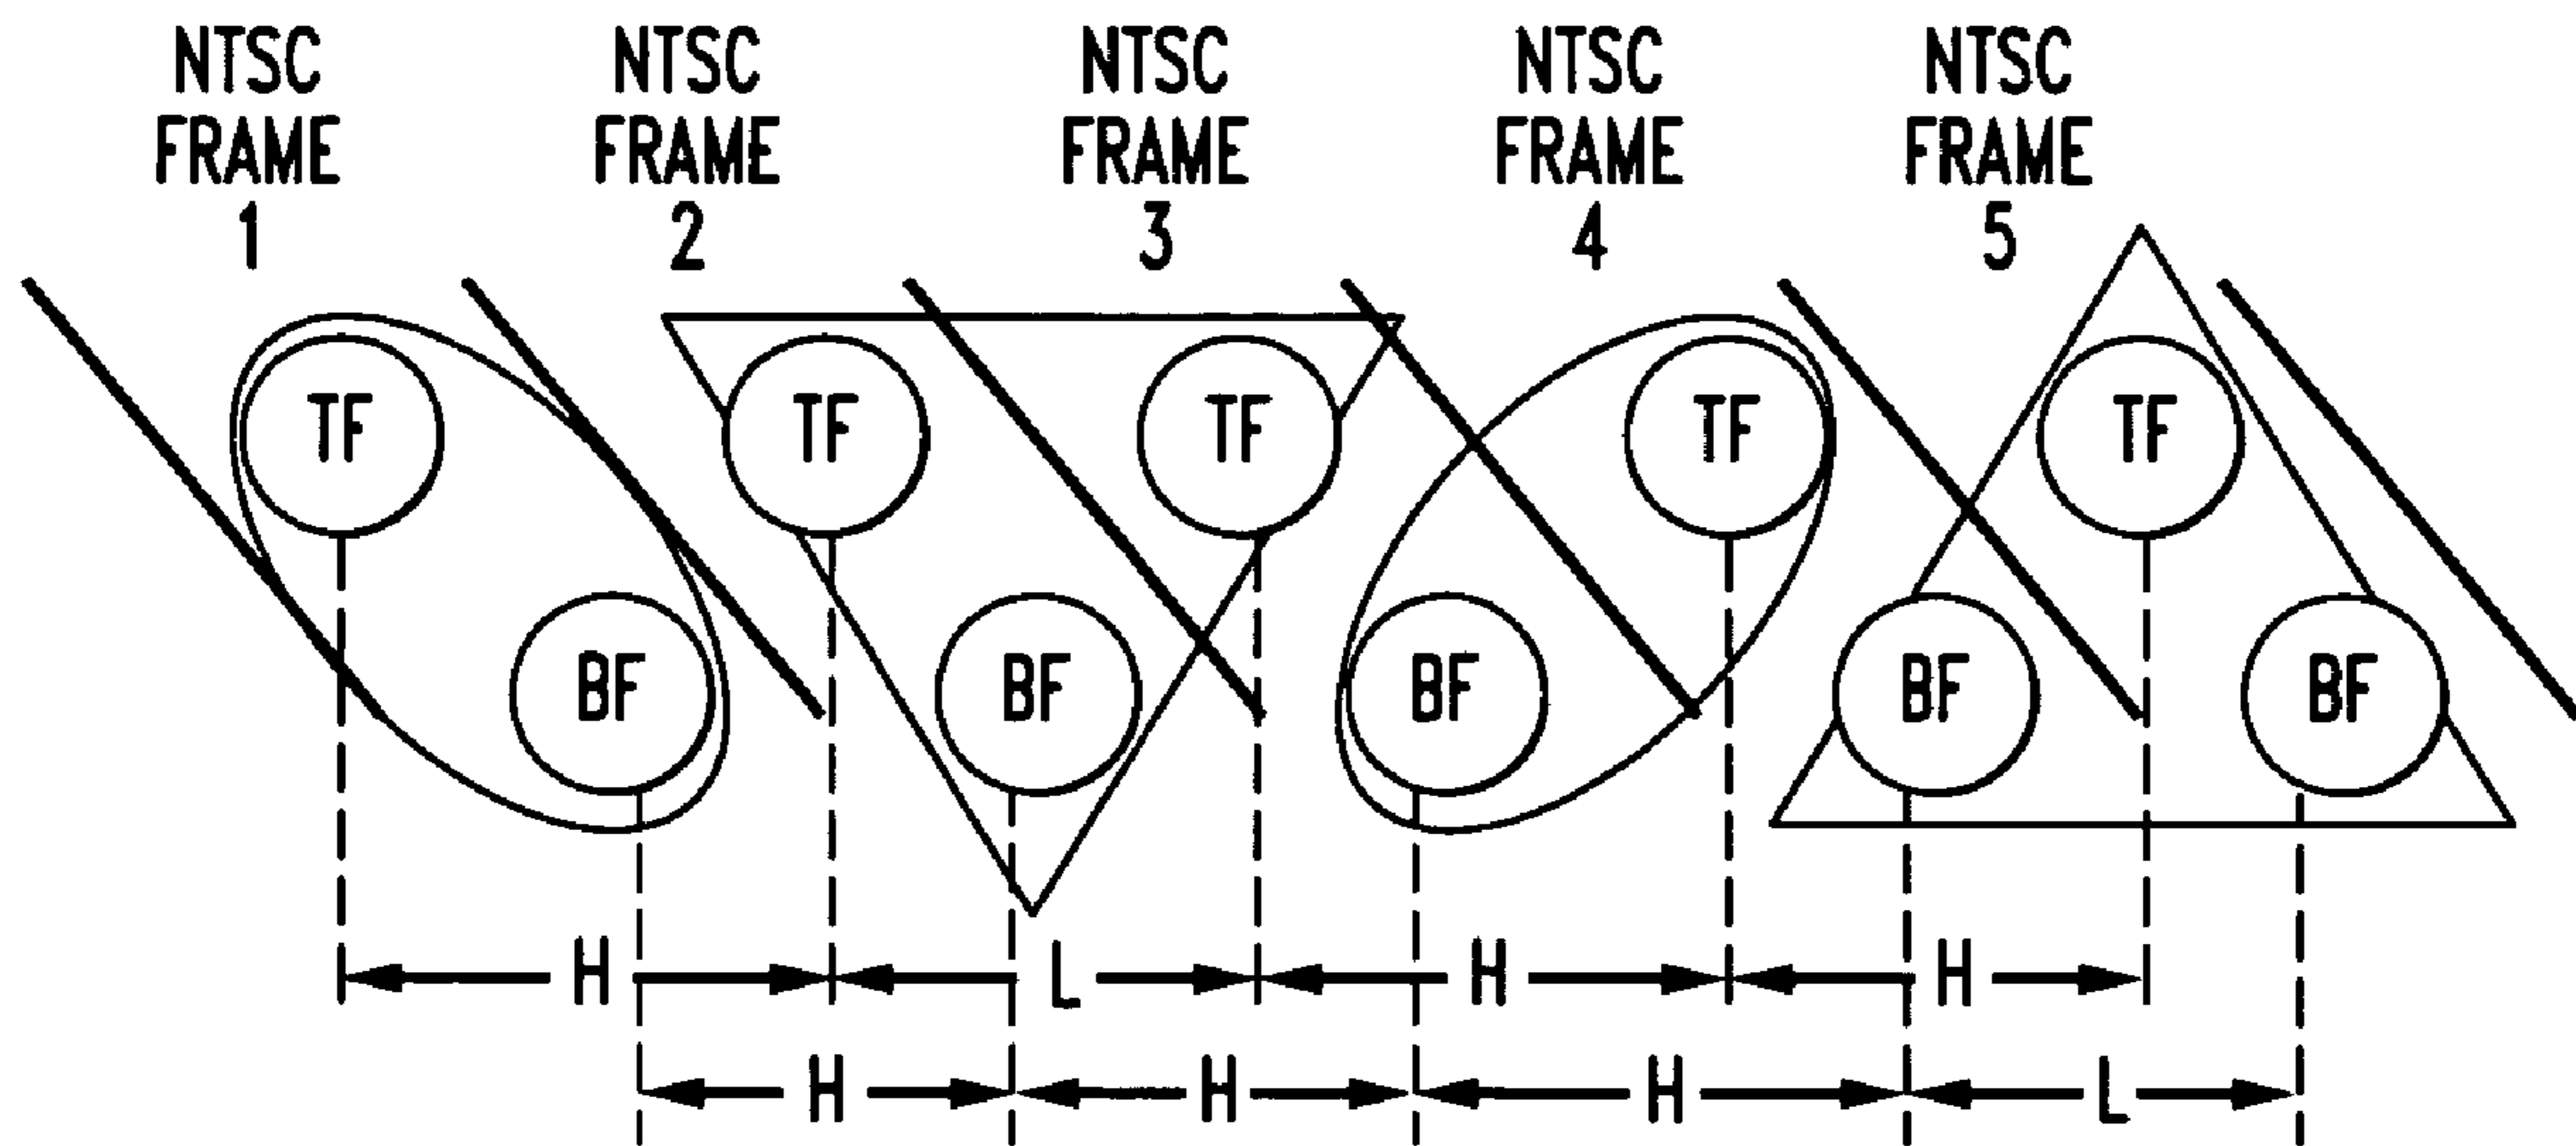 NTSC FRAME 1
NTSC FRAME 2
NTSC FRAME 3
NTSC FRAME 4
NTSC FRAME 5
TF TF TF TF TF
BF BF BF BF BF
H L H H
H H H L